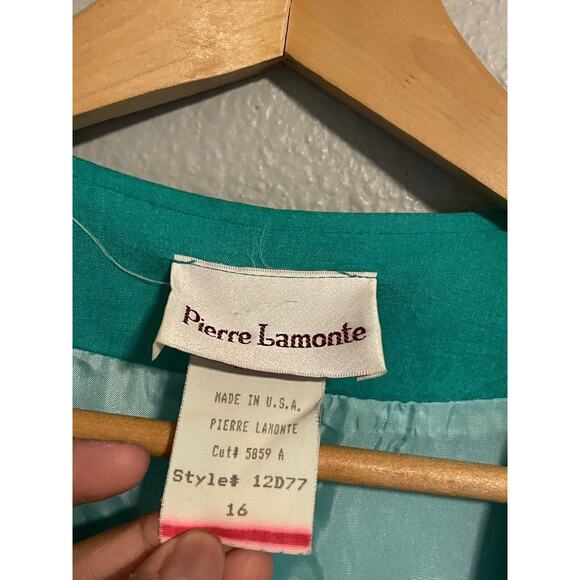 Pierre Lamonte
MADE IN U.S.A.
PIERRE LAMONTE
Cut# 5859 A
Style# 12D77
16